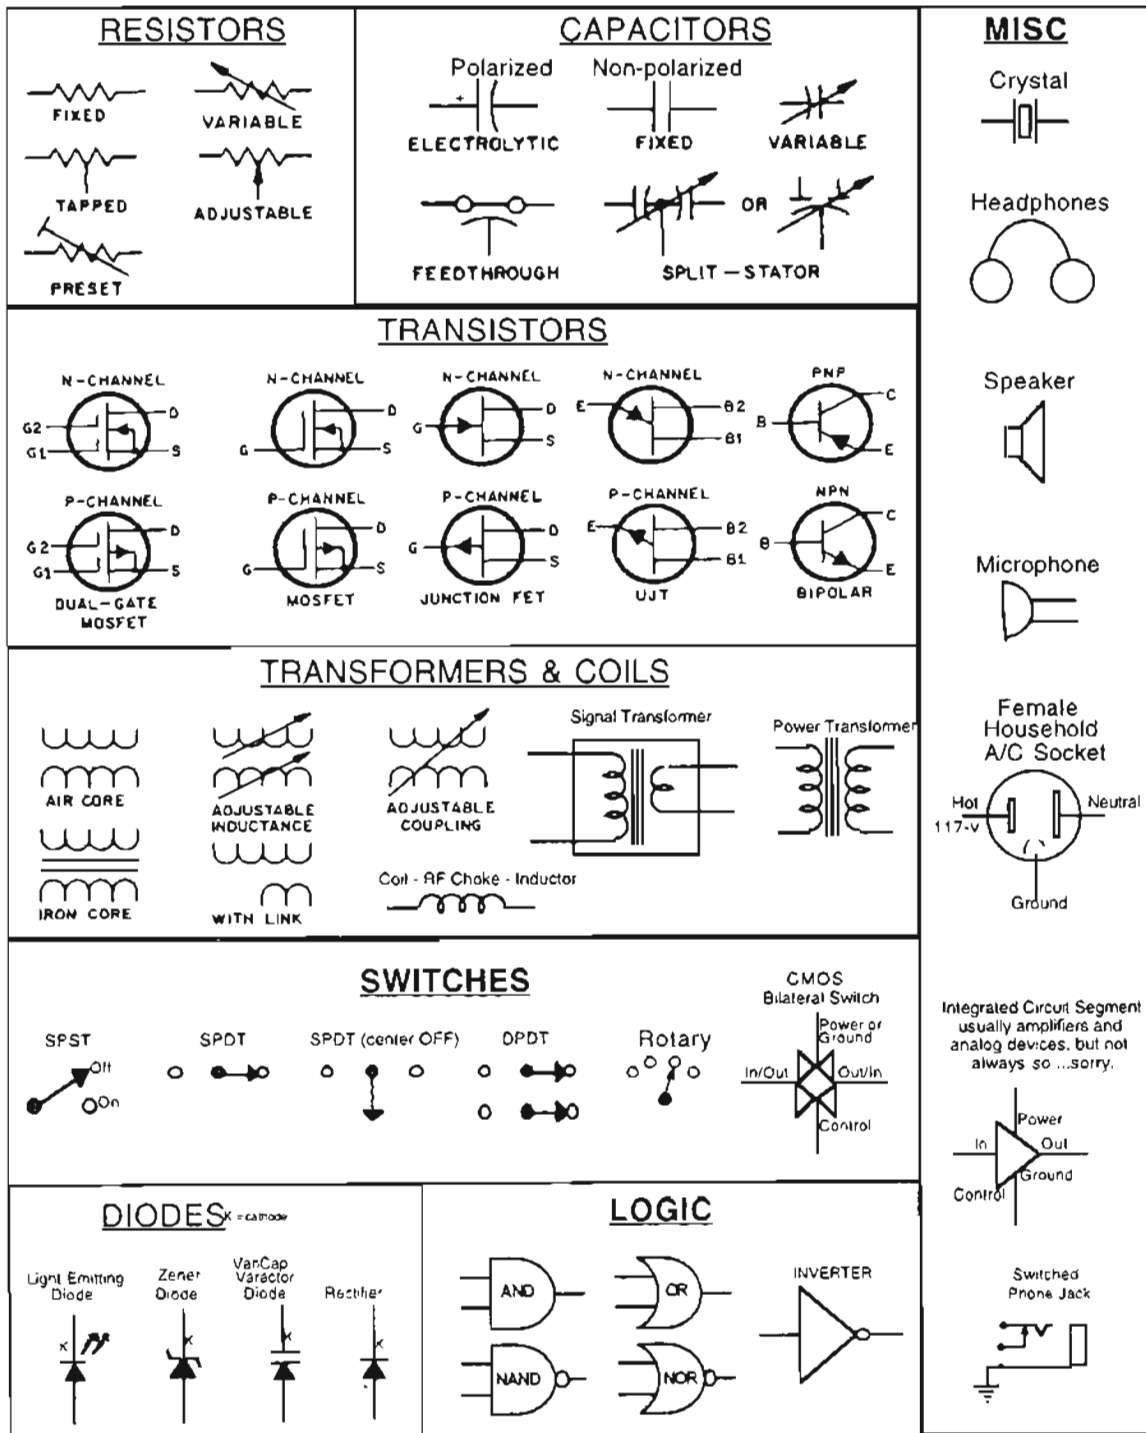 RESISTORS
FIXED
VARIABLE
TAPPED
ADJUSTABLE
PRESET
CAPACITORS
Polarized
Non-polarized
+
ELECTROLYTIC
FIXED
VARIABLE
OR
FEEDTHROUGH
SPLIT-STATOR
TRANSISTORS
N-CHANNEL
G2
G1
D
S
N-CHANNEL
G
D
S
N-CHANNEL
G
D
S
N-CHANNEL
E
B2
B1
PNP
B
C
E
P-CHANNEL
G2
G1
D
S
DUAL-GATE
MOSFET
P-CHANNEL
G
D
S
MOSFET
P-CHANNEL
G
D
S
JUNCTION FET
P-CHANNEL
E
B2
B1
UJT
NPN
B
C
E
BIPOLAR
TRANSFORMERS & COILS
AIR CORE
IRON CORE
ADJUSTABLE
INDUCTANCE
WITH LINK
ADJUSTABLE
COUPLING
Signal Transformer
Power Transformer
Coil - RF Choke - Inductor
SWITCHES
SPST
Off
On
SPDT
SPDT (center OFF)
DPDT
Rotary
CMOS
Bilateral Switch
Power or
Ground
In/Out
Out/In
Control
DIODES K = cathode
Light Emitting
Diode
K
Zener
Diode
K
VariCap
Varactor
Diode
K
Rectifier
K
LOGIC
AND
OR
INVERTER
NAND
NOR
MISC
Crystal
Headphones
Speaker
Microphone
Female
Household
A/C Socket
Hot
117-v
Neutral
Ground
Integrated Circuit Segment
usually amplifiers and
analog devices, but not
always so ...sorry.
Power
In
Out
Ground
Control
Switched
Phone Jack